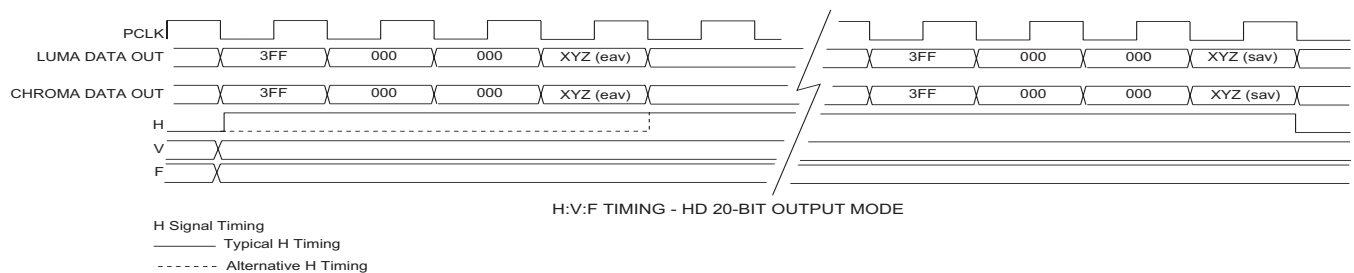 PCLK
LUMA DATA OUT 3FF 000 000 XYZ (eav) 3FF 000 000 XYZ (sav)
CHROMA DATA OUT 3FF 000 000 XYZ (eav) 3FF 000 000 XYZ (sav)
H
V
F
H:V:F TIMING - HD 20-BIT OUTPUT MODE
H Signal Timing
Typical H Timing
Alternative H Timing